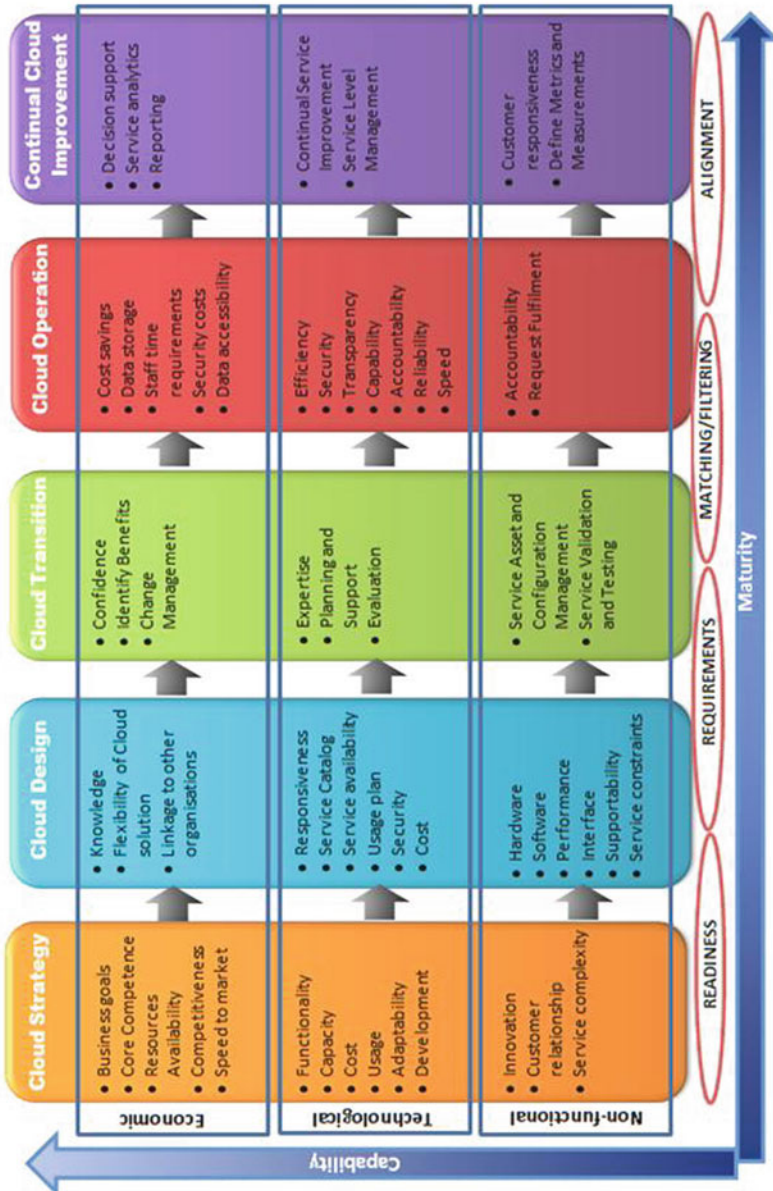 Cloud Strategy
Cloud Design
Cloud Transition
Cloud Operation
Continual Cloud
Improvement
Capability
Economic
• Business goals
• Core Competence
• Resources
Availability
• Competitiveness
• Speed to market
• Knowledge
• Flexibility of Cloud
solution
• Linkage to other
organisations
• Confidence
• Identify Benefits
• Change
Management
• Cost savings
• Data storage
• Staff time
requirements
• Security costs
• Data accessibility
• Decision support
• Service analytics
• Reporting
Technological
• Functionality
• Capacity
• Cost
• Usage
• Adaptability
• Development
• Responsiveness
• Service Catalog
• Service availability
• Usage plan
• Security
• Cost
• Expertise
• Planning and
Support
• Evaluation
• Efficiency
• Security
• Transparency
• Capability
• Accountability
• Reliability
• Speed
• Continual Service
Improvement
• Service Level
Management
Non-functional
• Innovation
• Customer
relationship
• Service complexity
• Hardware
• Software
• Performance
• Interface
• Supportability
• Service constraints
• Service Asset and
Configuration
Management
• Service Validation
and Testing
• Accountability
• Request Fulfilment
• Customer
responsiveness
• Define Metrics and
Measurements
READINESS
REQUIREMENTS
MATCHING/FILTERING
ALIGNMENT
Maturity